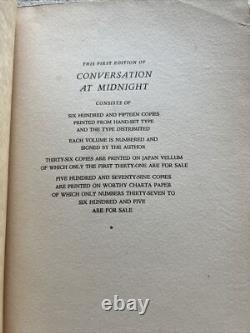 THIS FIRST EDITION OF
CONVERSATION
AT MIDNIGHT
CONSISTS OF
SIX HUNDRED AND FIFTEEN COPIES
PRINTED FROM HAND-SET TYPE
AND THE TYPE DISTRIBUTED
EACH VOLUME IS NUMBERED AND
SIGNED BY THE AUTHOR
THIRTY-SIX COPIES ARE PRINTED ON JAPAN VELLUM
OF WHICH ONLY THE FIRST THIRTY-ONE ARE FOR SALE
FIVE HUNDRED AND SEVENTY-NINE COPIES
ARE PRINTED ON WORTHY CHARTA PAPER
OF WHICH ONLY NUMBERS THIRTY-SEVEN TO
SIX HUNDRED AND FIVE
ARE FOR SALE